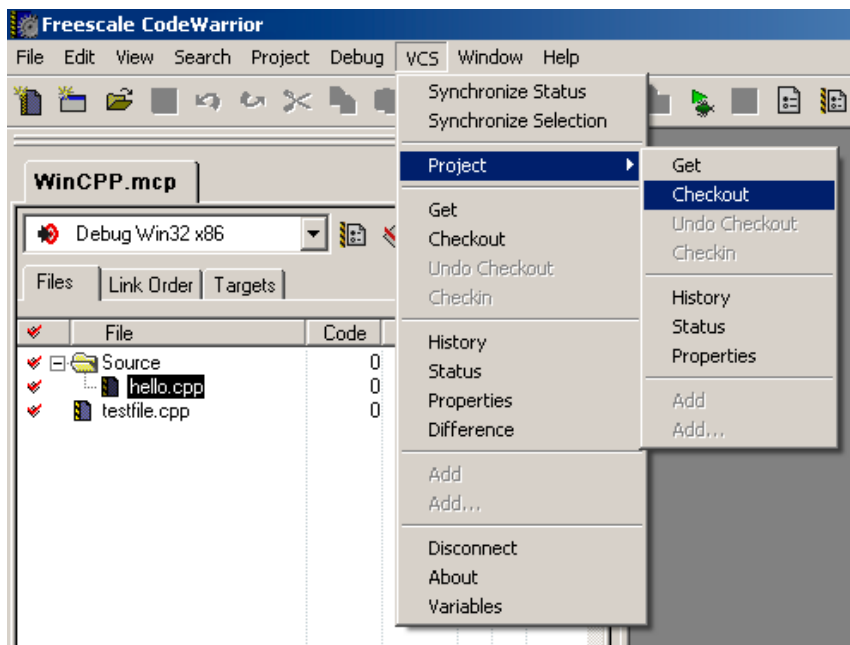 Freescale CodeWarrior
File Edit View Search Project Debug VCS Window Help
WinCPP.mcp
Debug Win32 x86
Files Link Order Targets
File Code
Source 0
hello.cpp 0
testfile.cpp 0
Synchronize Status
Synchronize Selection
Project
Get
Checkout
Undo Checkout
Checkin
History
Status
Properties
Difference
Add
Add...
Disconnect
About
Variables
Get
Checkout
Undo Checkout
Checkin
History
Status
Properties
Add
Add...